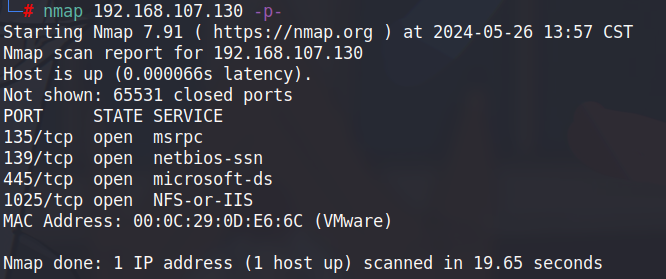 └─# nmap 192.168.107.130 -p-
Starting Nmap 7.91 ( https://nmap.org ) at 2024-05-26 13:57 CST
Nmap scan report for 192.168.107.130
Host is up (0.000066s latency).
Not shown: 65531 closed ports
PORT     STATE SERVICE
135/tcp  open  msrpc
139/tcp  open  netbios-ssn
445/tcp  open  microsoft-ds
1025/tcp open  NFS-or-IIS
MAC Address: 00:0C:29:0D:E6:6C (VMware)
Nmap done: 1 IP address (1 host up) scanned in 19.65 seconds